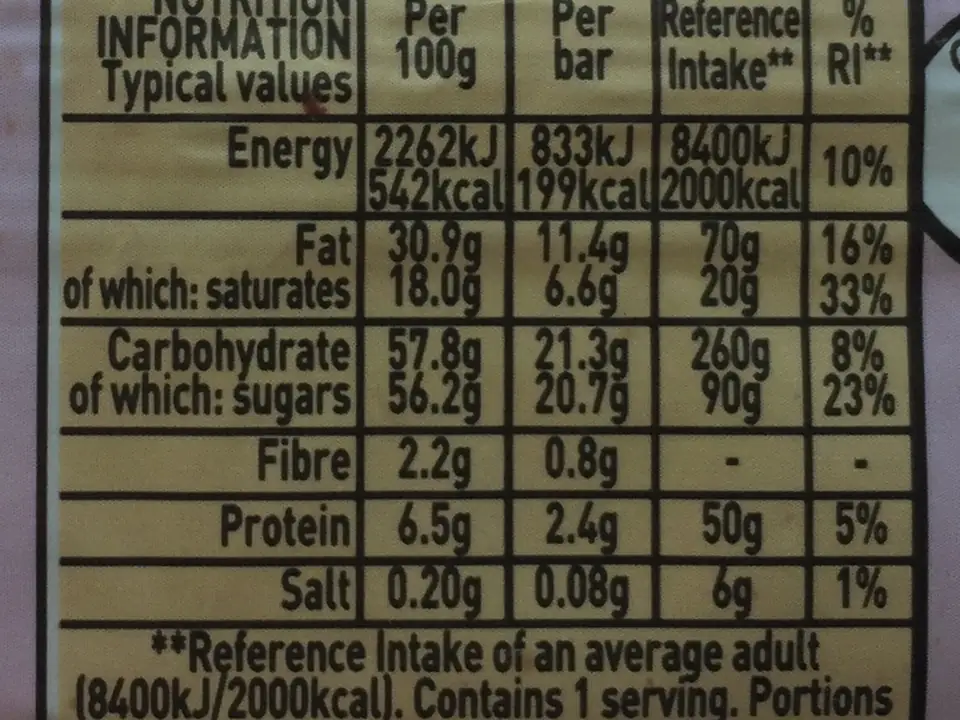 NUTRITION INFORMATION Typical values | Per 100g | Per bar | Reference Intake** | % RI**
Energy | 2262kJ 542kcal | 833kJ 199kcal | 8400kJ 2000kcal | 10%
Fat | 30.9g | 11.4g | 70g | 16%
of which: saturates | 18.0g | 6.6g | 20g | 33%
Carbohydrate | 57.8g | 21.3g | 260g | 8%
of which: sugars | 56.2g | 20.7g | 90g | 23%
Fibre | 2.2g | 0.8g | - | -
Protein | 6.5g | 2.4g | 50g | 5%
Salt | 0.20g | 0.08g | 6g | 1%
**Reference Intake of an average adult
(8400kJ/2000kcal). Contains 1 serving. Portions